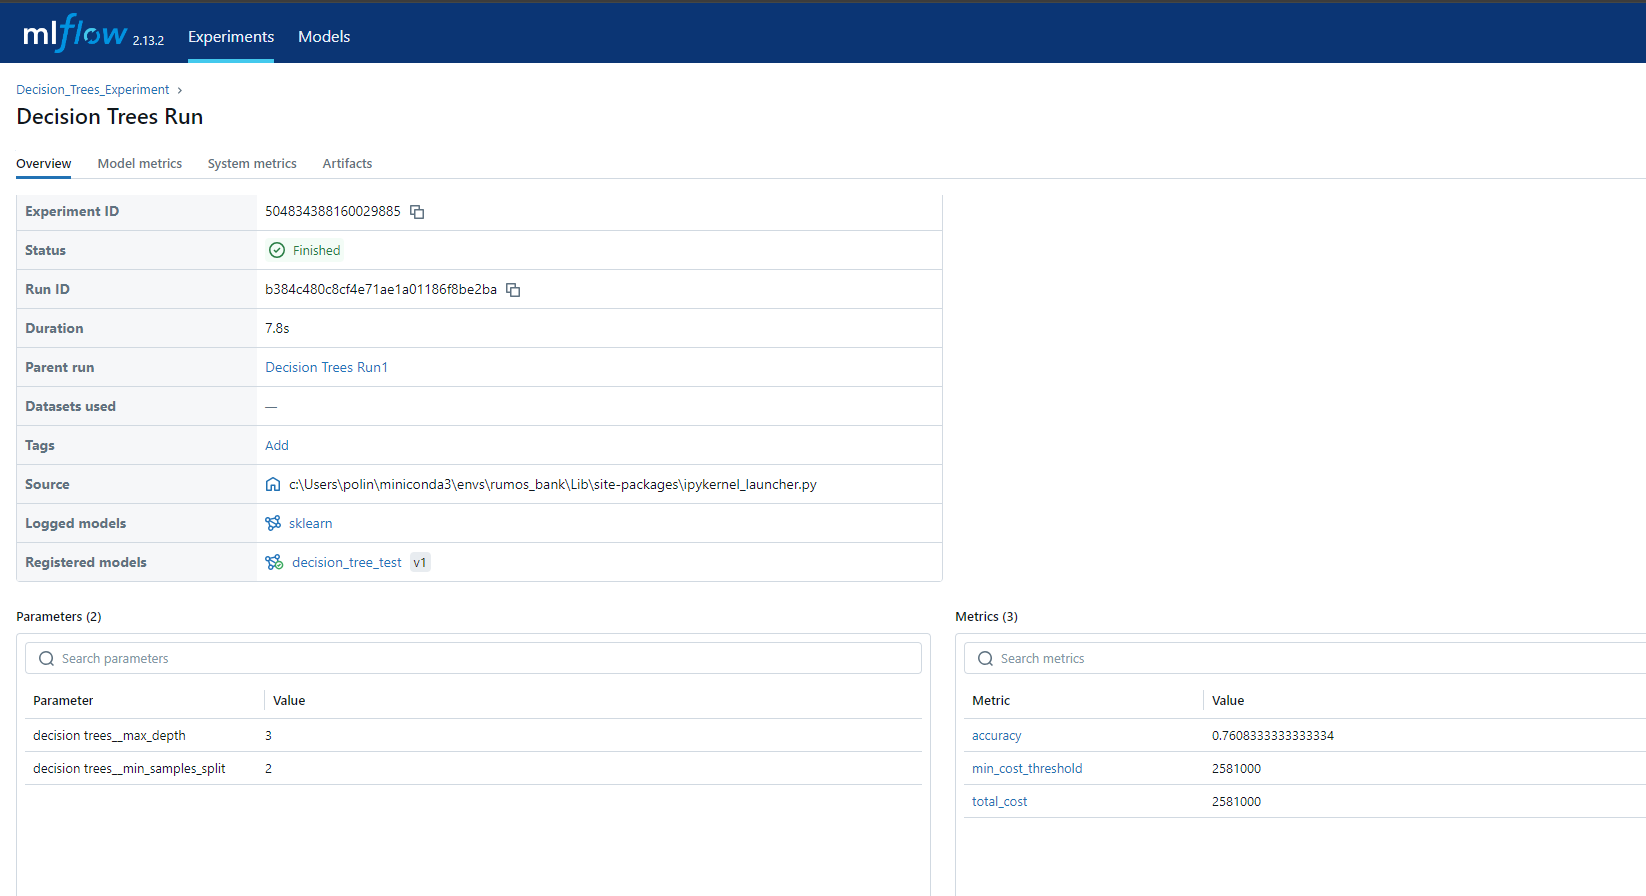 mlflow 2.13.2 Experiments Models
Decision_Trees_Experiment ›
Decision Trees Run
Overview Model metrics System metrics Artifacts
Experiment ID 504834388160029885
Status Finished
Run ID b384c480c8cf4e71ae1a01186f8be2ba
Duration 7.8s
Parent run Decision Trees Run1
Datasets used —
Tags Add
Source c:\Users\polin\miniconda3\envs\rumos_bank\Lib\site-packages\ipykernel_launcher.py
Logged models sklearn
Registered models decision_tree_test v1
Parameters (2)
Search parameters
Parameter Value
decision trees__max_depth 3
decision trees__min_samples_split 2
Metrics (3)
Search metrics
Metric Value
accuracy 0.7608333333333334
min_cost_threshold 2581000
total_cost 2581000